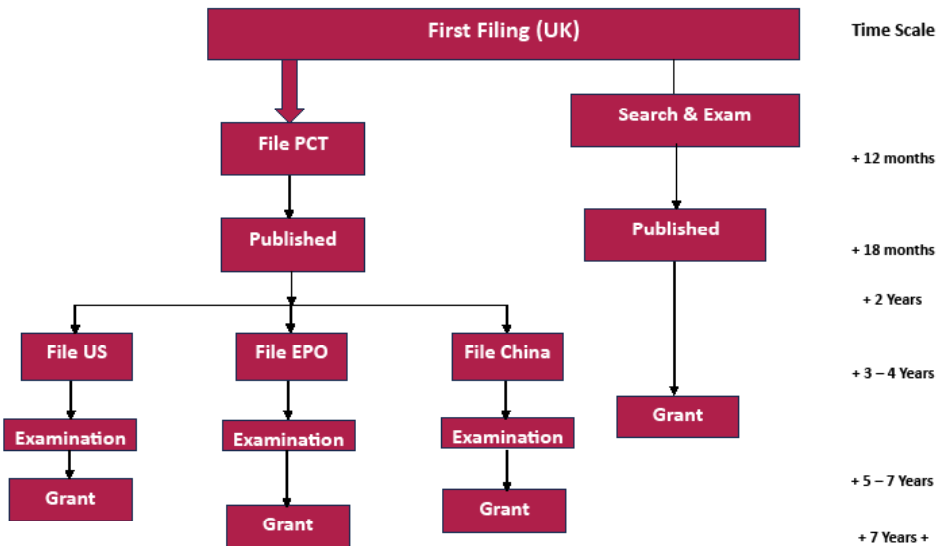 First Filing (UK)
Time Scale
Search & Exam
File PCT
+ 12 months
Published
Published
+ 18 months
+ 2 Years
File US
File EPO
File China
+ 3 – 4 Years
Grant
Examination
Examination
Examination
+ 5 – 7 Years
Grant
Grant
Grant
+ 7 Years +